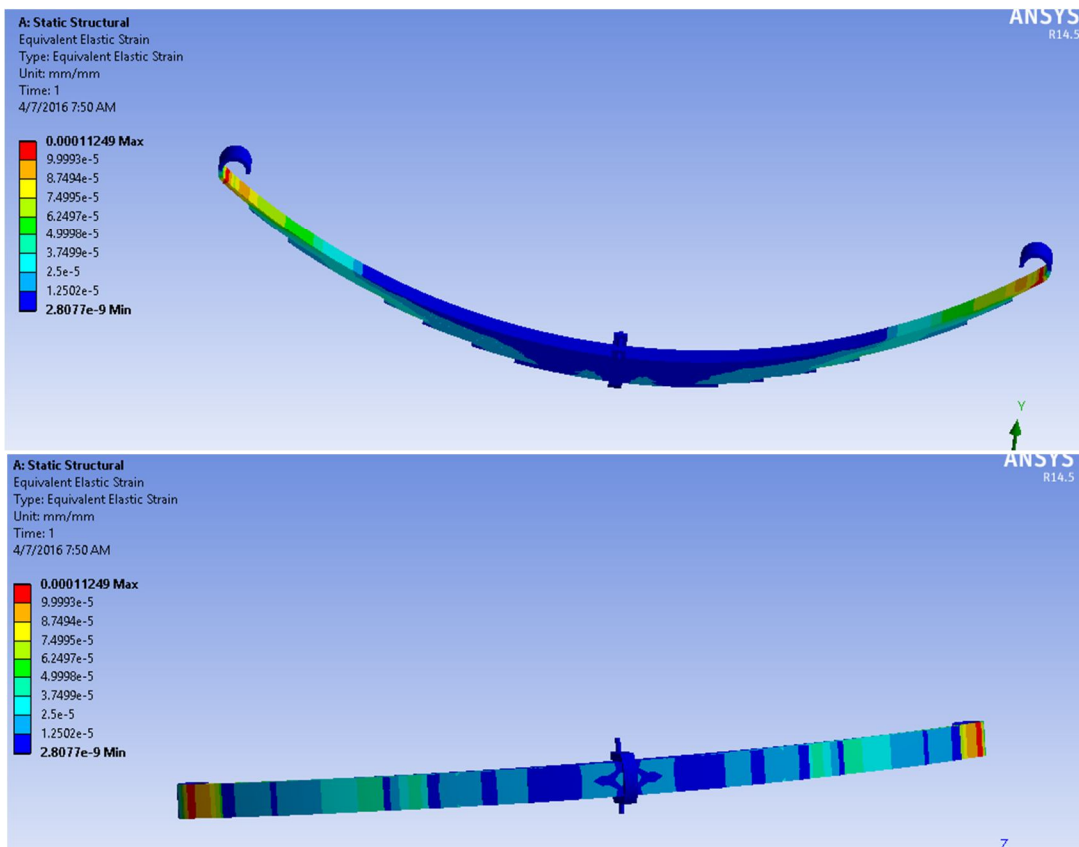 A: Static Structural
Equivalent Elastic Strain
Type: Equivalent Elastic Strain
Unit: mm/mm
Time: 1
4/7/2016 7:50 AM
ANSYS
R14.5
0.00011249 Max
9.9993e-5
8.7494e-5
7.4995e-5
6.2497e-5
4.9998e-5
3.7499e-5
2.5e-5
1.2502e-5
2.8077e-9 Min
Y
A: Static Structural
Equivalent Elastic Strain
Type: Equivalent Elastic Strain
Unit: mm/mm
Time: 1
4/7/2016 7:50 AM
ANSYS
R14.5
0.00011249 Max
9.9993e-5
8.7494e-5
7.4995e-5
6.2497e-5
4.9998e-5
3.7499e-5
2.5e-5
1.2502e-5
2.8077e-9 Min
Z